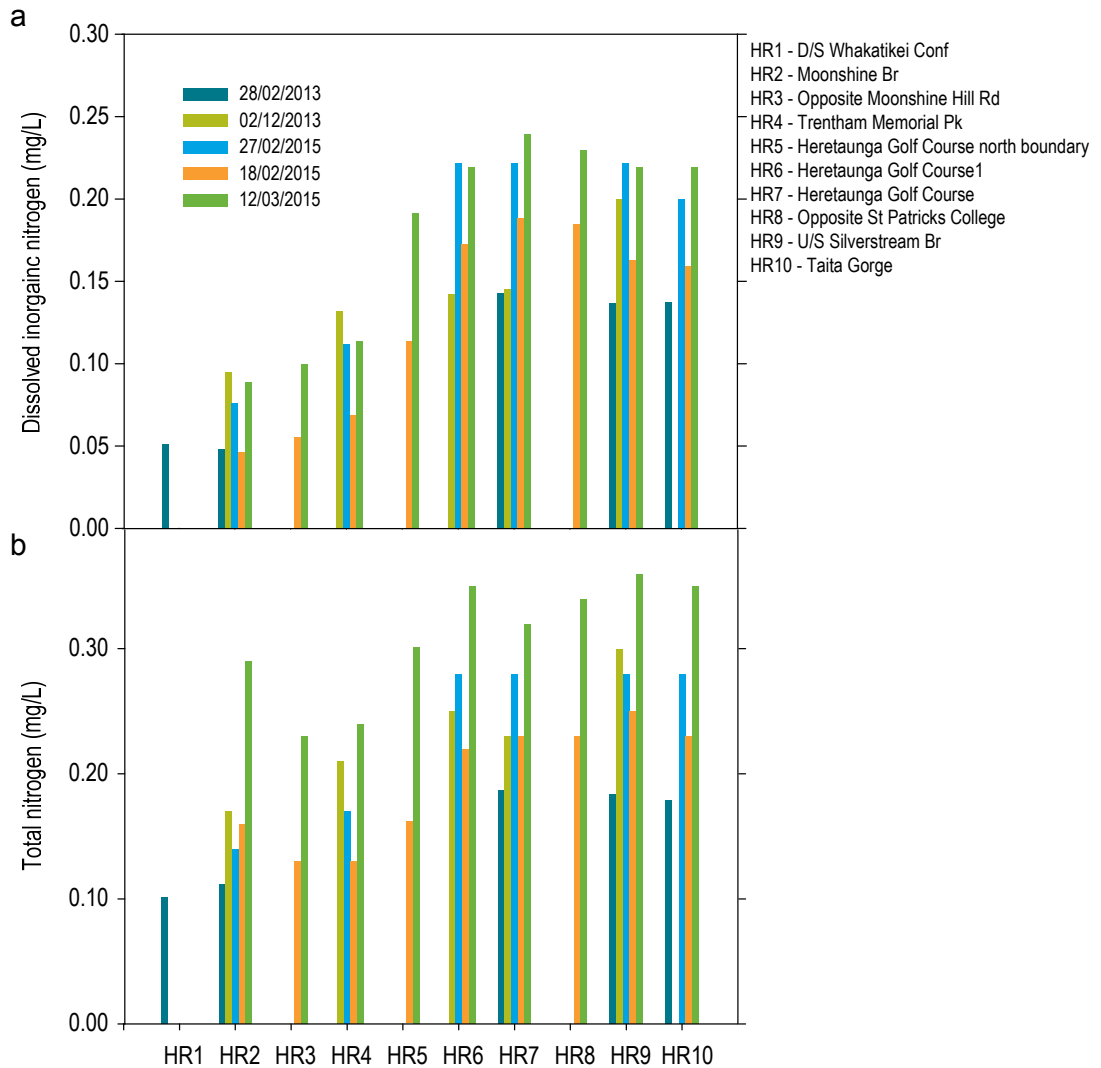 a
0.30
0.25
0.20
0.15
0.10
0.05
0.00
Dissolved inorgainc nitrogen (mg/L)
28/02/2013
02/12/2013
27/02/2015
18/02/2015
12/03/2015
HR1 - D/S Whakatikei Conf
HR2 - Moonshine Br
HR3 - Opposite Moonshine Hill Rd
HR4 - Trentham Memorial Pk
HR5 - Heretaunga Golf Course north boundary
HR6 - Heretaunga Golf Course1
HR7 - Heretaunga Golf Course
HR8 - Opposite St Patricks College
HR9 - U/S Silverstream Br
HR10 - Taita Gorge
b
0.30
0.20
0.10
0.00
Total nitrogen (mg/L)
HR1 HR2 HR3 HR4 HR5 HR6 HR7 HR8 HR9 HR10